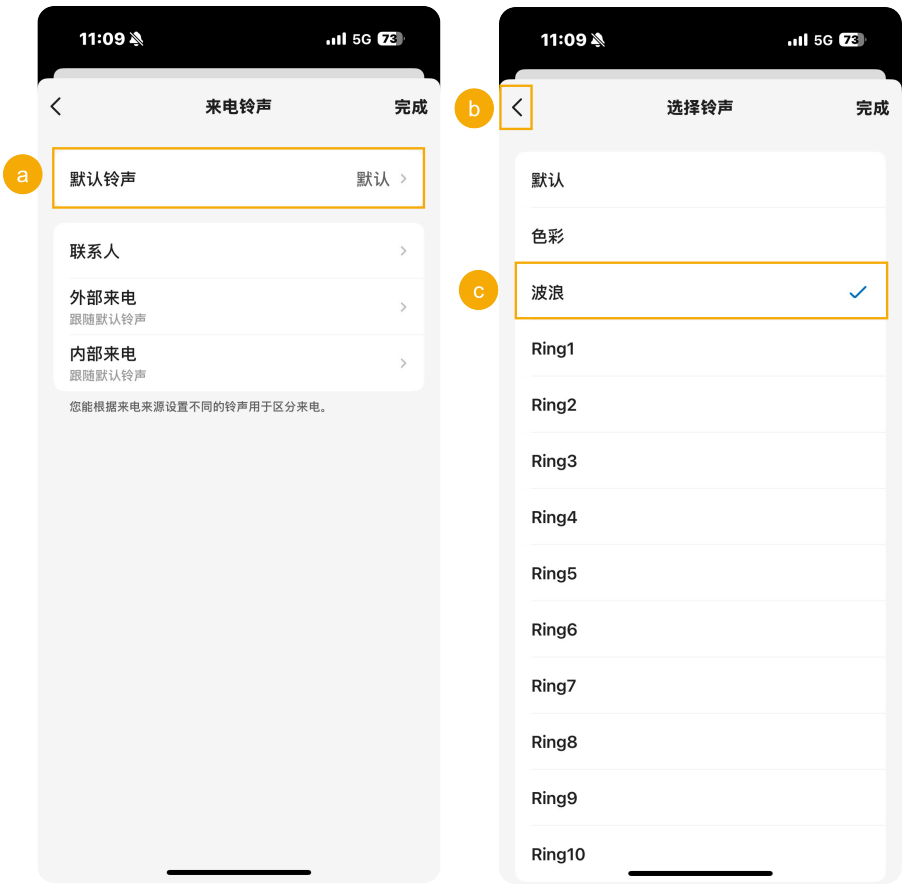 11:09
5G 73
来电铃声
完成
a
默认铃声 默认
联系人
外部来电
跟随默认铃声
内部来电
跟随默认铃声
您能根据来电来源设置不同的铃声用于区分来电。
11:09
5G 73
b
选择铃声
完成
默认
色彩
c
波浪
Ring1
Ring2
Ring3
Ring4
Ring5
Ring6
Ring7
Ring8
Ring9
Ring10